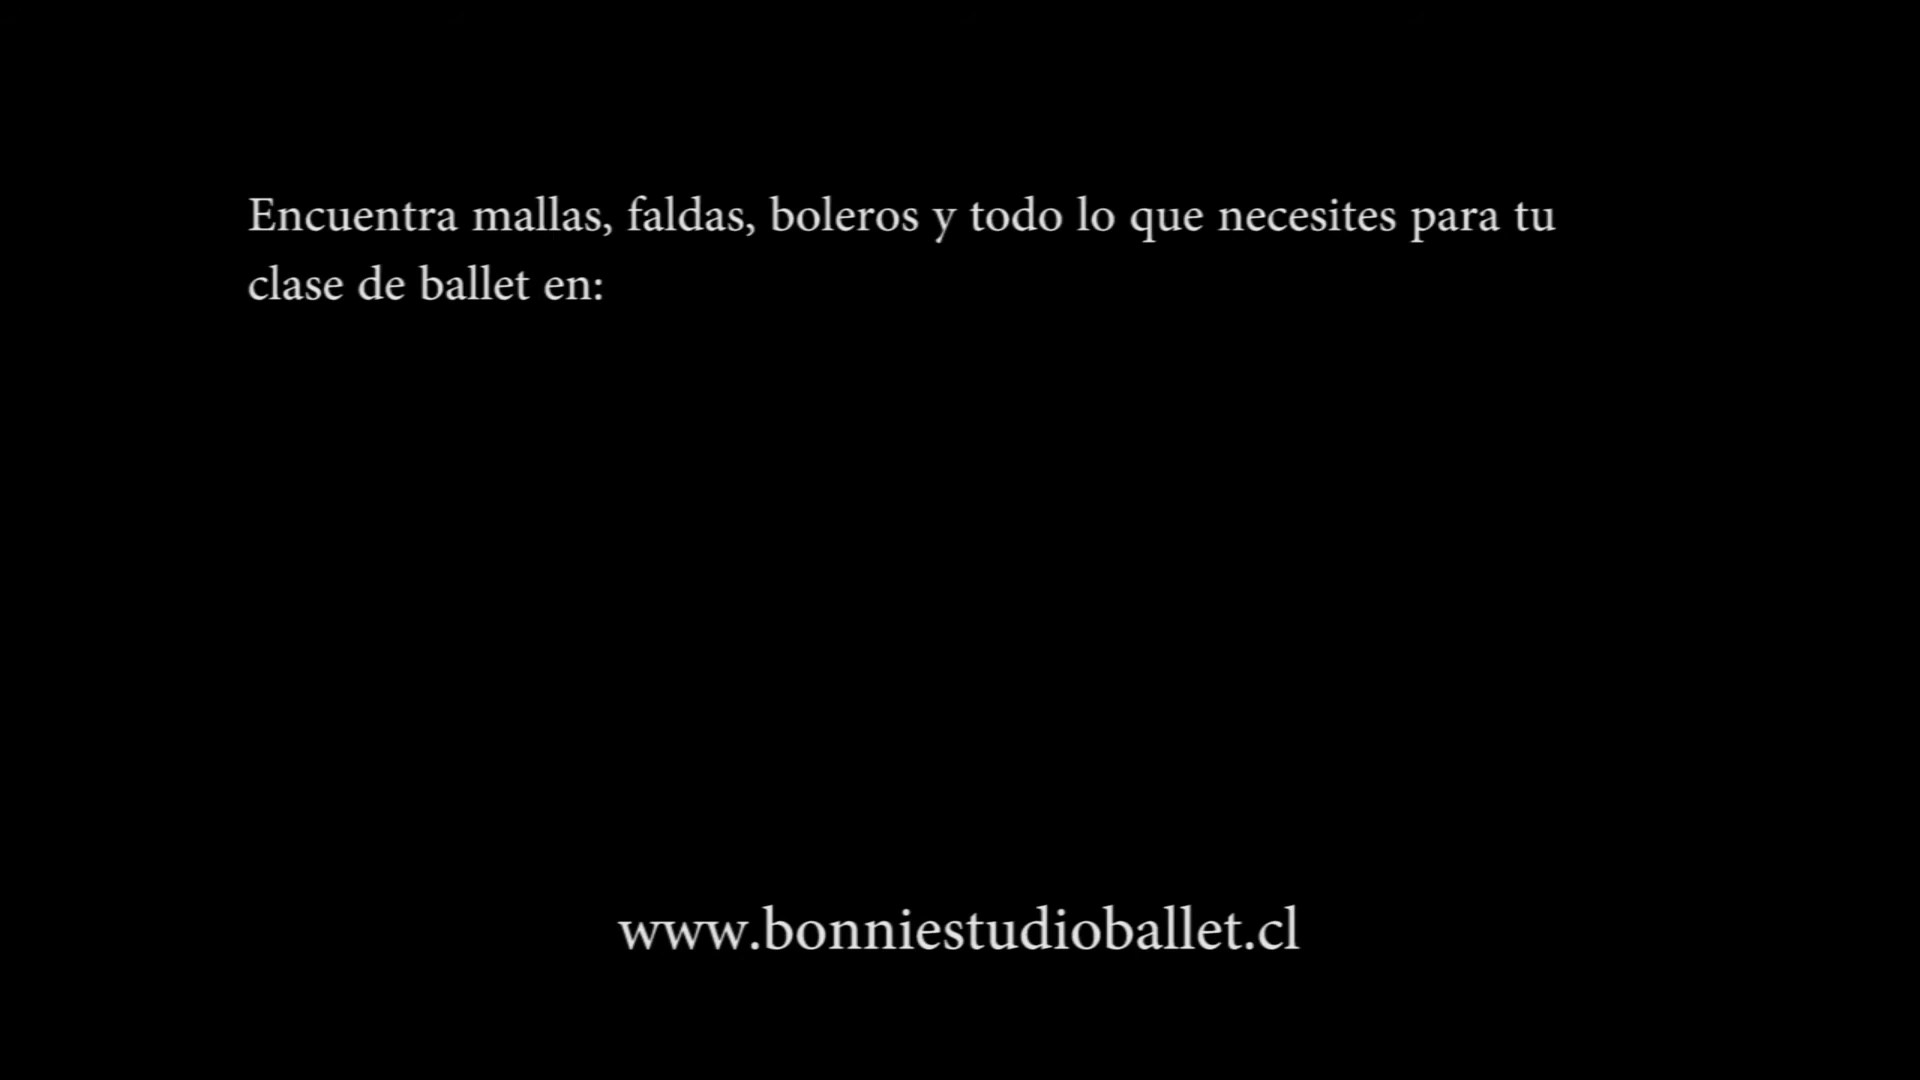 Encuentra mallas, faldas, boleros y todo lo que necesites para tu
clase de ballet en:
www.bonniestudioballet.cl